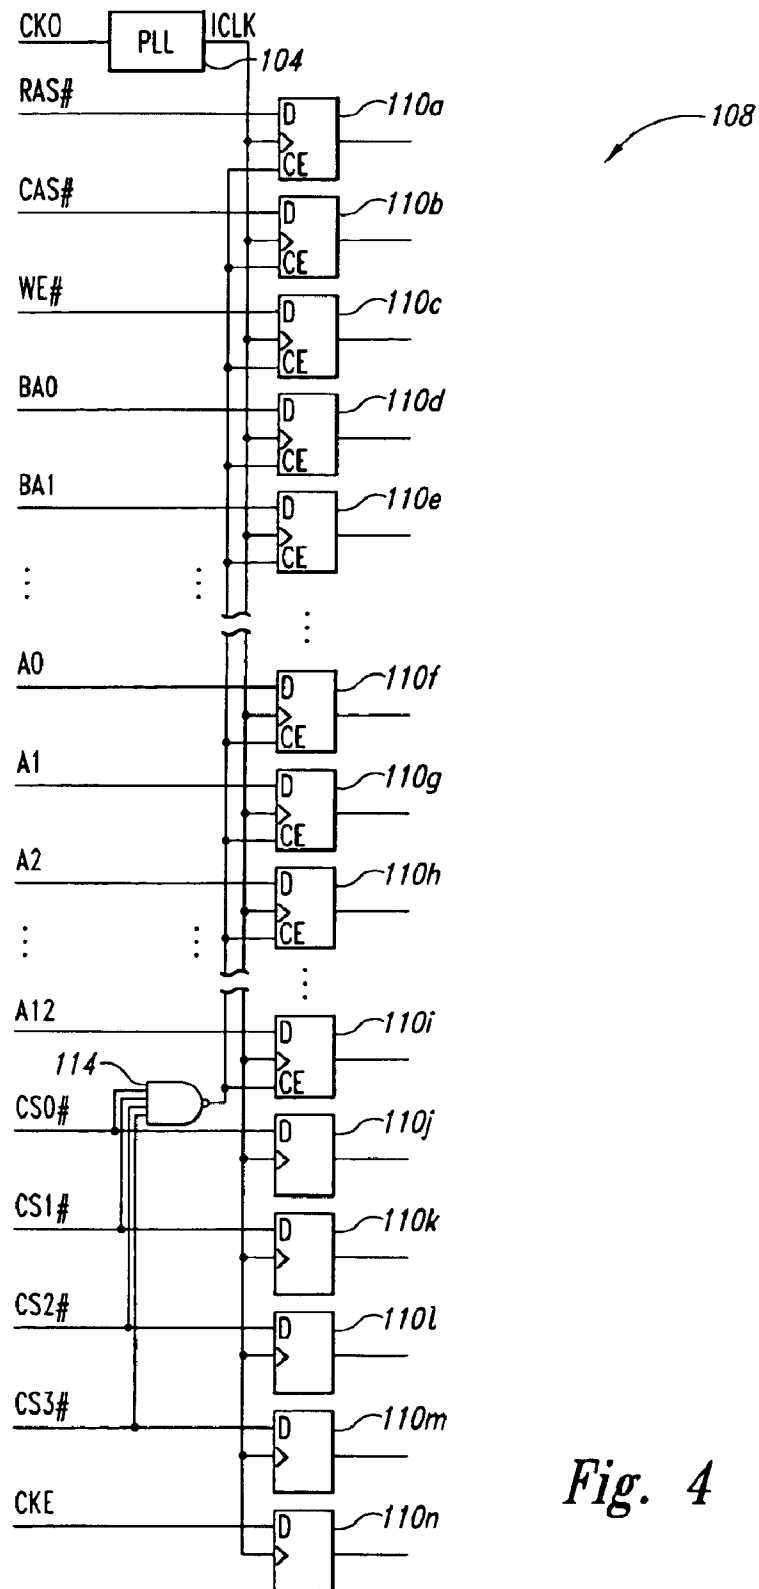 CK0 PLL ICLK
104
RAS# D CE 110a
108
CAS# D CE 110b
WE# D CE 110c
BA0 D CE 110d
BA1 D CE 110e
A0 D CE 110f
A1 D CE 110g
A2 D CE 110h
A12 D CE 110i
114
CS0# D 110j
CS1# D 110k
CS2# D 110l
CS3# D 110m
CKE D 110n
Fig. 4